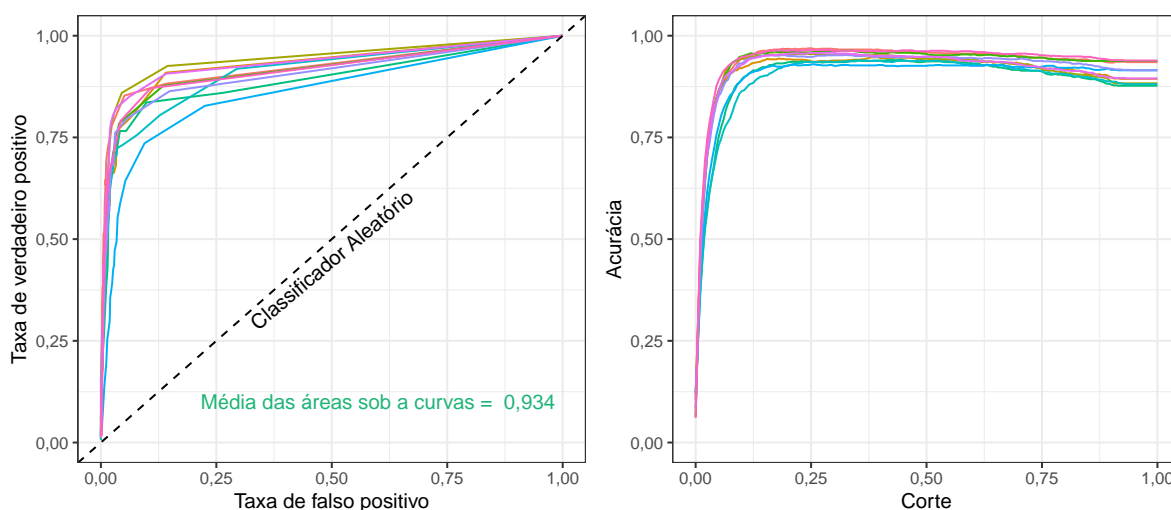 1,00
0,75
0,50
0,25
0,00
Taxa de verdadeiro positivo
Classificador Aleatório
Média das áreas sob a curvas = 0,934
0,00 0,25 0,50 0,75 1,00
Taxa de falso positivo
1,00
0,75
0,50
0,25
0,00
Acurácia
0,00 0,25 0,50 0,75 1,00
Corte